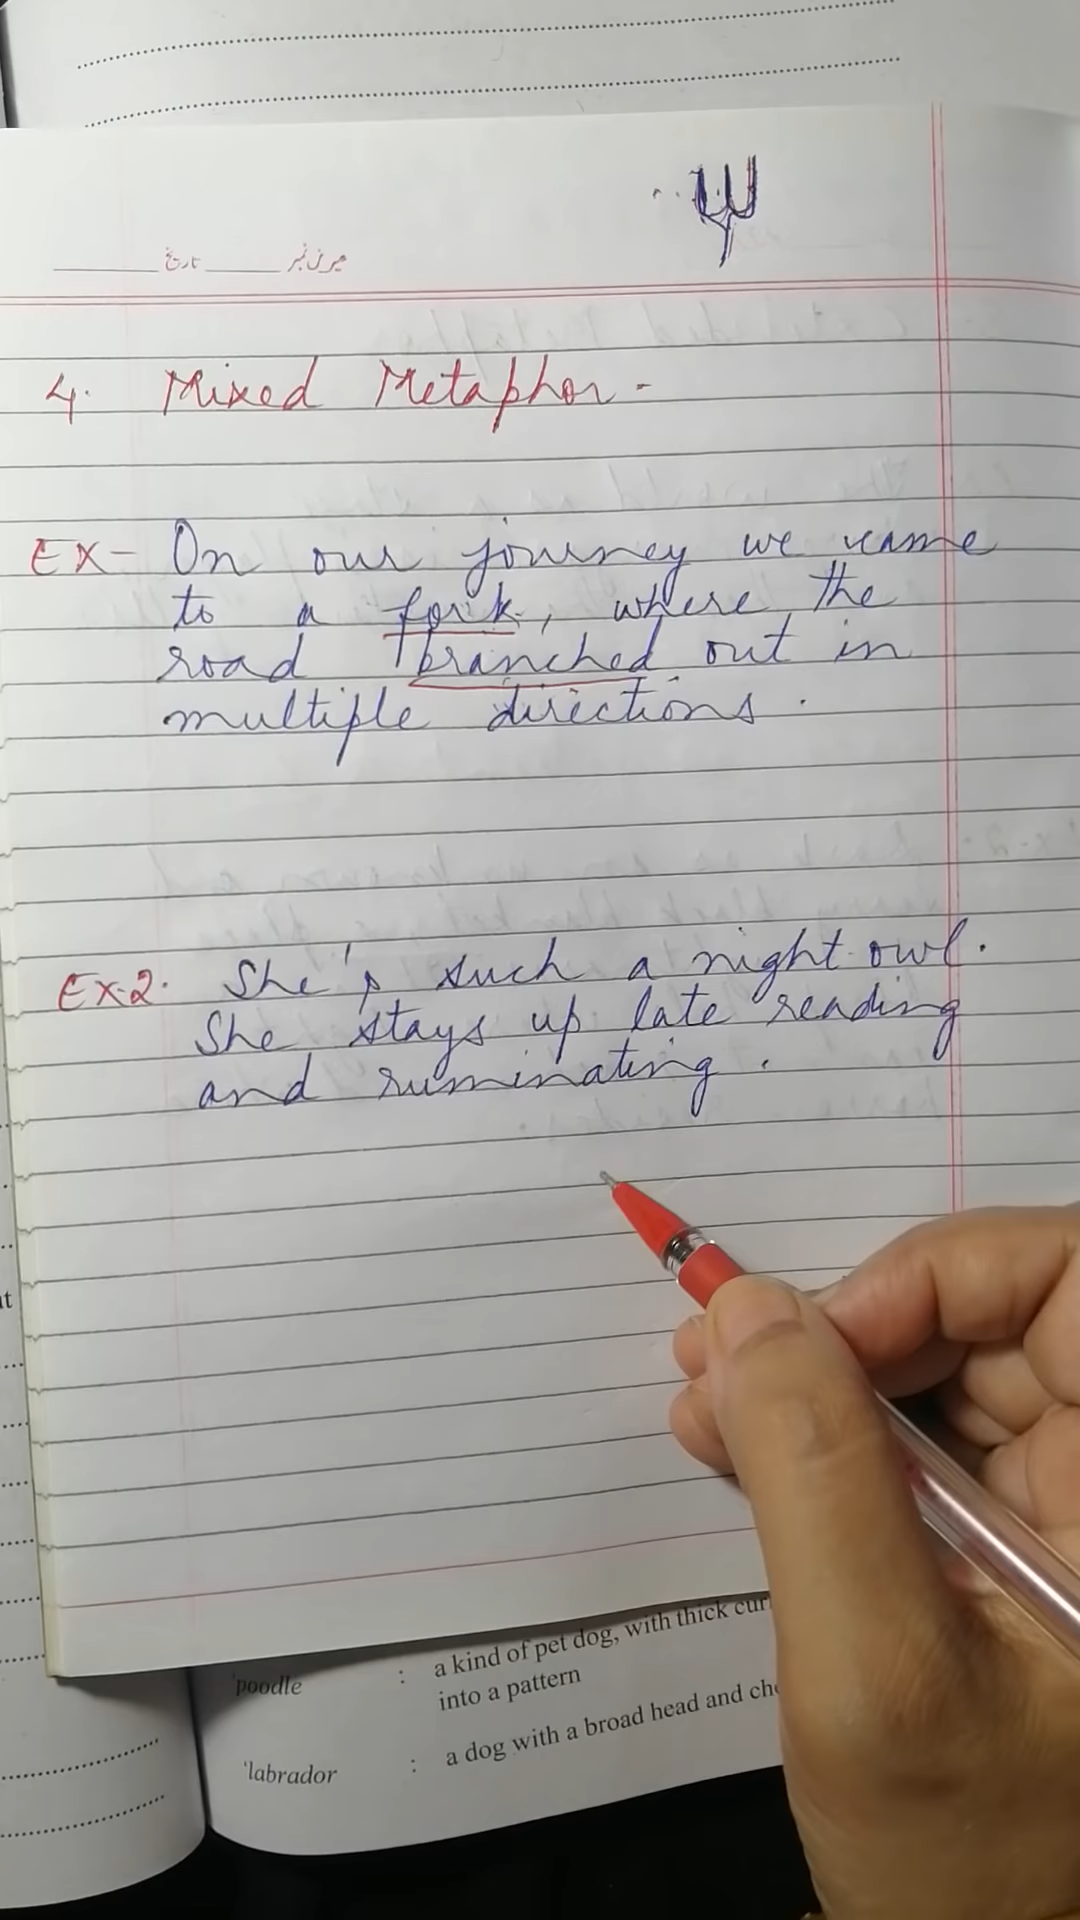 تاریخ ______ میزن نمبر
4. Mixed Metaphor -
EX- On our journey we came
to a fork, where the
road branched out in
multiple directions.
Ex-2. She's such a night owl.
She stays up late reading
and ruminating.
'poodle : a kind of pet dog, with thick cur
into a pattern
'labrador : a dog with a broad head and